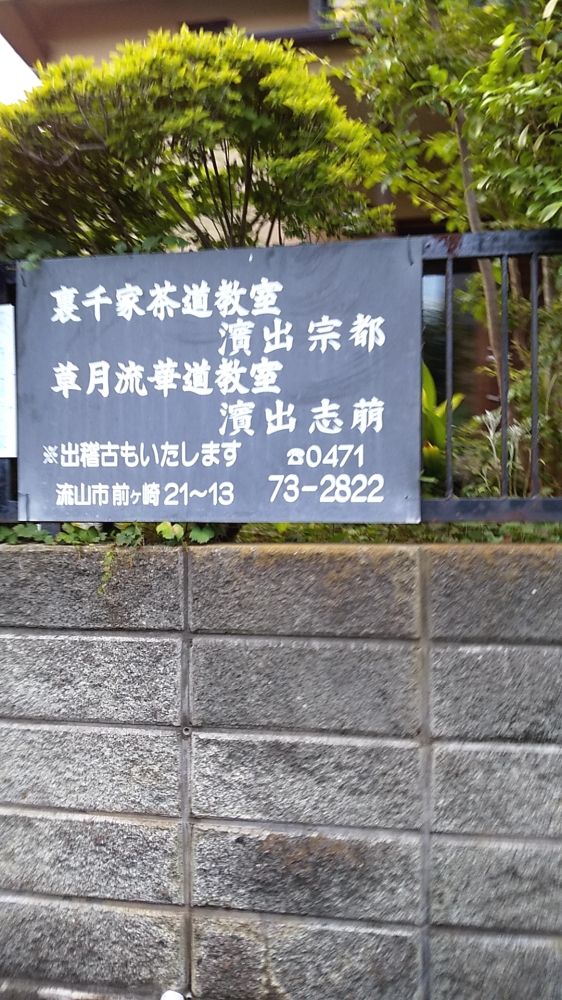 裏千家茶道教室
濱出宗都
草月流華道教室
濱出志萠
※出稽古もいたします ☎0471
流山市前ヶ崎21〜13 73-2822